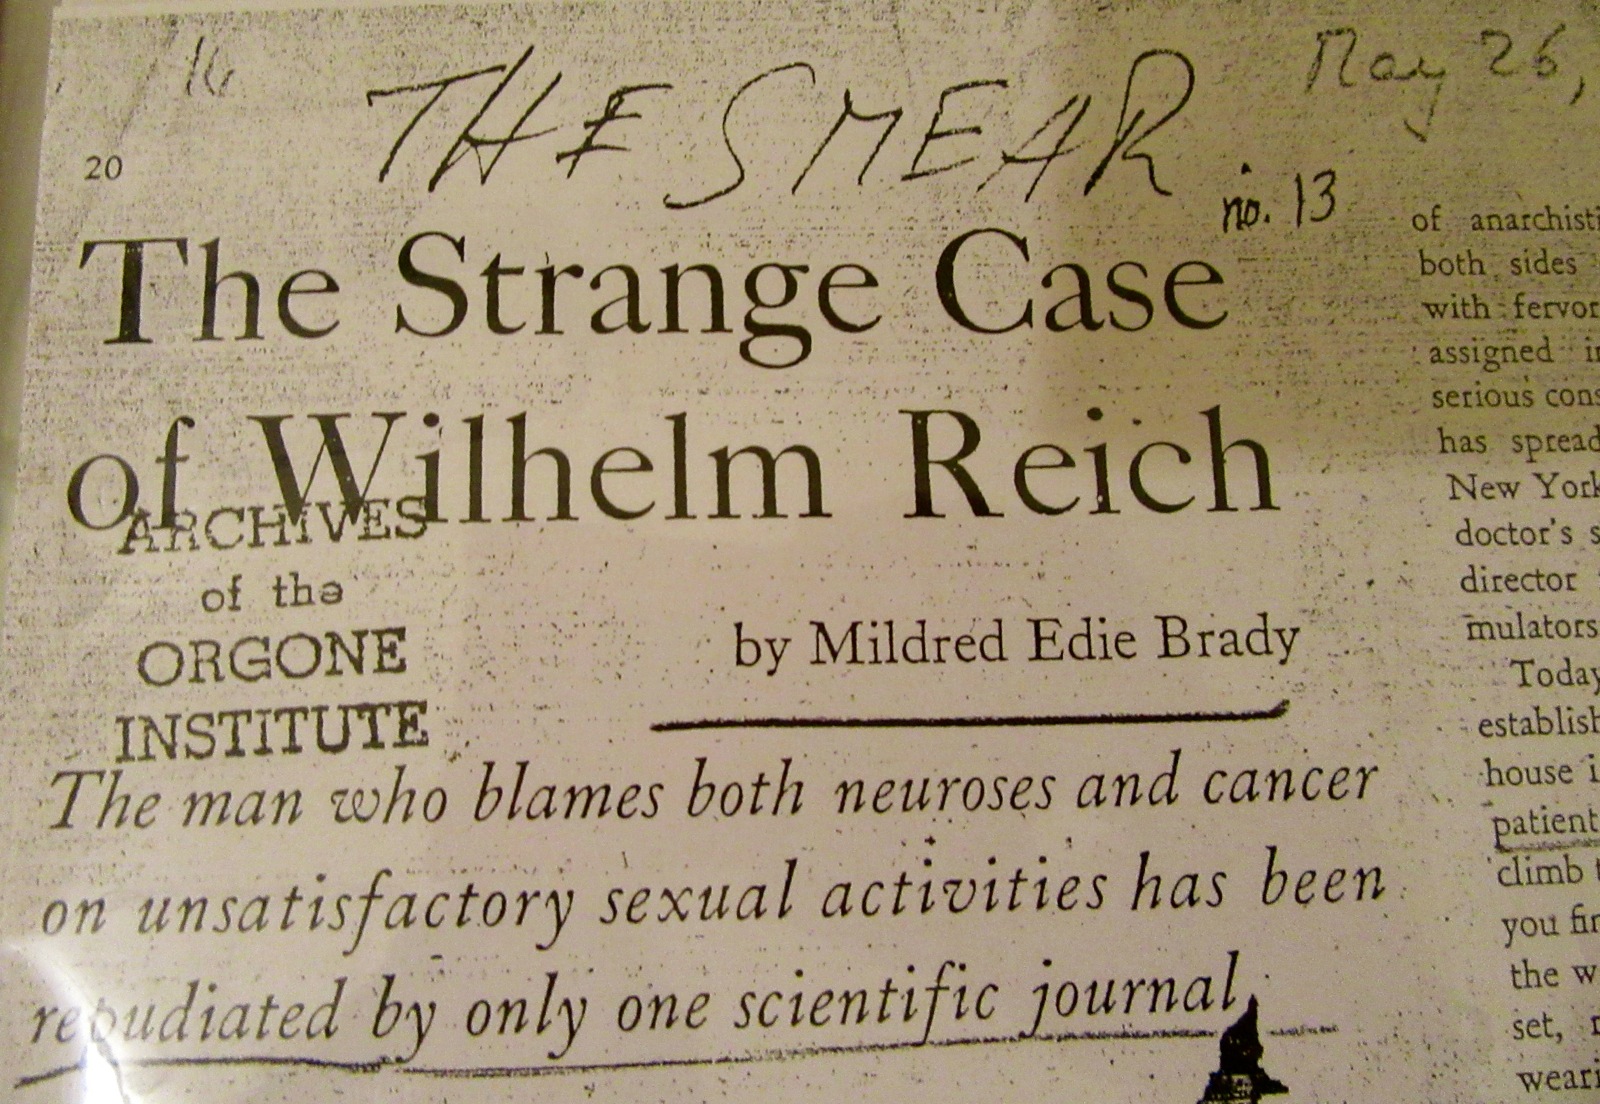 16
THE SMEAR
May 26,
20
no. 13
The Strange Case
of Wilhelm Reich
ARCHIVES
of the
ORGONE
INSTITUTE
by Mildred Edie Brady
The man who blames both neuroses and cancer
on unsatisfactory sexual activities has been
repudiated by only one scientific journal
of anarchisti
both sides
with fervor
assigned i
serious cons
has spread
New York
doctor's s
director
mulators
Today
establish
house i
patient
climb t
you fin
the w
set,
weari